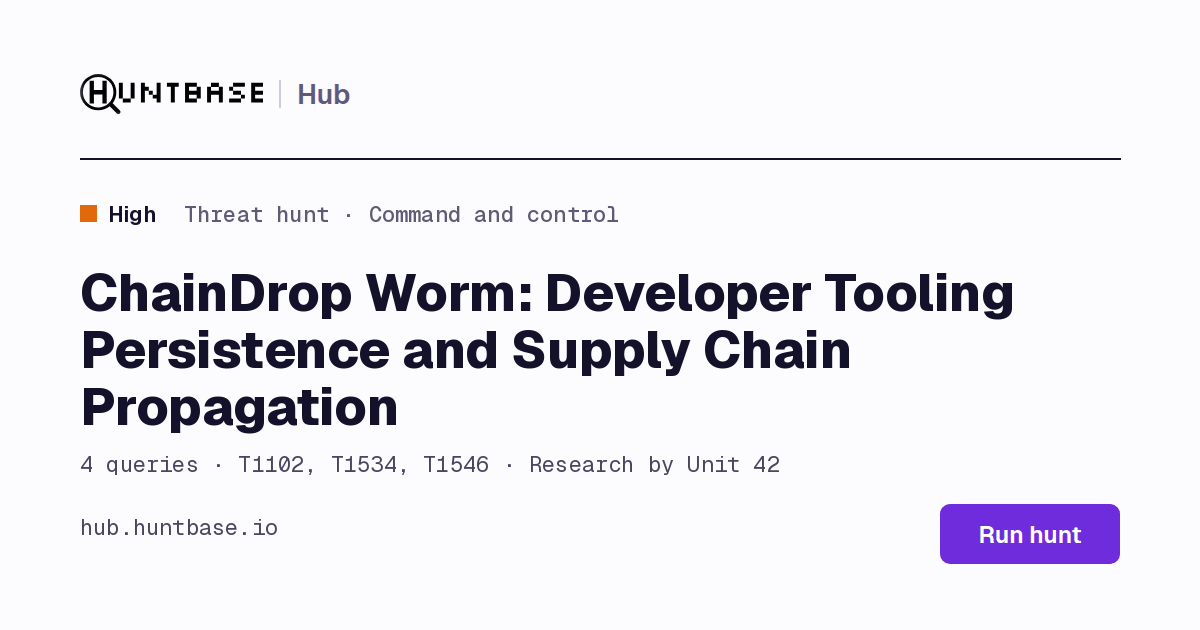 HUNTBASE | Hub
High Threat hunt · Command and control
ChainDrop Worm: Developer Tooling
Persistence and Supply Chain
Propagation
4 queries · T1102, T1534, T1546 · Research by Unit 42
hub.huntbase.io
Run hunt